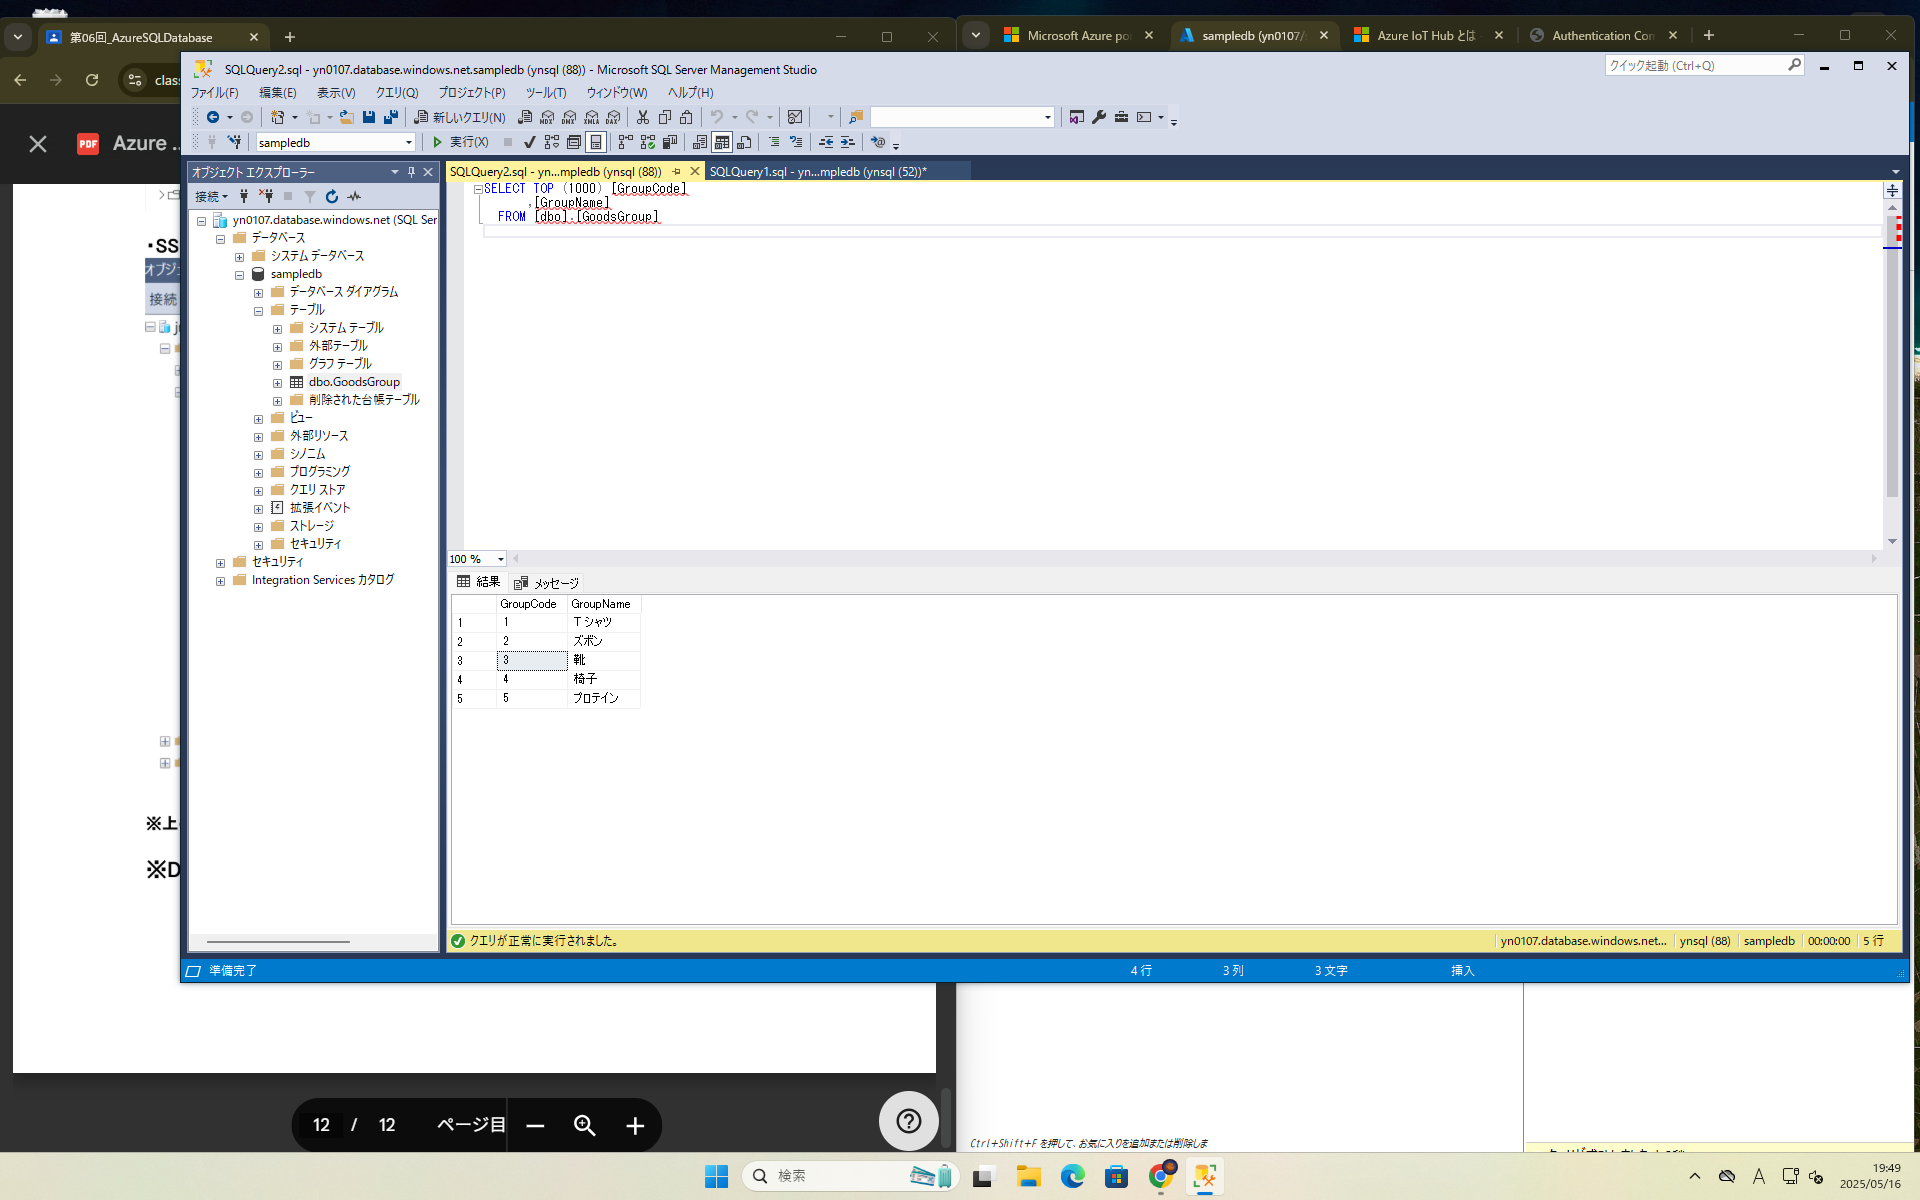 第06回_AzureSQLDatabase
Microsoft Azure po
sampledb (yn0107/
Azure IoT Hub とは
Authentication Con
clas
SQLQuery2.sql - yn0107.database.windows.net.sampledb (ynsql (88)) - Microsoft SQL Server Management Studio
クイック起動 (Ctrl+Q)
ファイル(F) 編集(E) 表示(V) クエリ(Q) プロジェクト(P) ツール(T) ウィンドウ(W) ヘルプ(H)
新しいクエリ(N)
MDX DMX XMLA DAX
sampledb
実行(X)
PDF Azure ...
オブジェクト エクスプローラー
接続
yn0107.database.windows.net (SQL Ser
データベース
システム データベース
sampledb
データベース ダイアグラム
テーブル
システム テーブル
外部テーブル
グラフ テーブル
dbo.GoodsGroup
削除された台帳テーブル
ビュー
外部リソース
シノニム
プログラミング
クエリ ストア
拡張イベント
ストレージ
セキュリティ
セキュリティ
Integration Services カタログ
・SS
オブジ
接続
※上
※D
SQLQuery2.sql - yn...mpledb (ynsql (88))
SQLQuery1.sql - yn...mpledb (ynsql (52))*
SELECT TOP (1000) [GroupCode]
,[GroupName]
FROM [dbo].[GoodsGroup]
100 %
結果 メッセージ
GroupCode GroupName
1 1 Tシャツ
2 2 ズボン
3 3 靴
4 4 椅子
5 5 プロテイン
クエリが正常に実行されました。
yn0107.database.windows.net... ynsql (88) sampledb 00:00:00 5 行
準備完了
4 行 3 列 3 文字 挿入
12 / 12 ページ目
Ctrl+Shift+F を押して、お気に入りを追加または削除しま
検索
A
19:49
2025/05/16